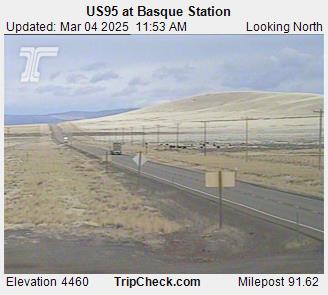 US95 at Basque Station
Updated: Mar 04 2025 11:53 AM Looking North
Elevation 4460 TripCheck.com Milepost 91.62